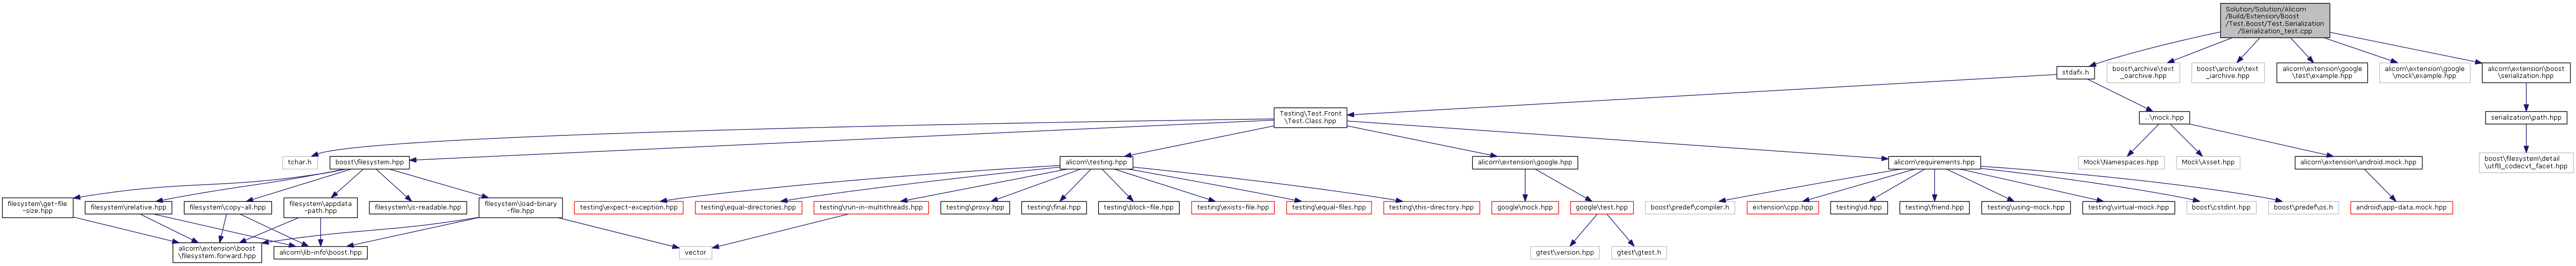 Solution/Solution/Alicorn
/Build/Extension/Boost
/Test.Boost/Test.Serialization
/Serialization_test.cpp
stdafx.h
boost\archive\text
_oarchive.hpp
boost\archive\text
_iarchive.hpp
alicorn\extension\google
\test\example.hpp
alicorn\extension\google
\mock\example.hpp
alicorn\extension\boost
\serialization.hpp
Testing\Test.Front
\Test.Class.hpp
..\mock.hpp
serialization\path.hpp
tchar.h
boost\filesystem.hpp
alicorn\testing.hpp
alicorn\extension\google.hpp
alicorn\requirements.hpp
Mock\Namespaces.hpp
Mock\Asset.hpp
alicorn\extension\android.mock.hpp
boost\filesystem\detail
\utf8_codecvt_facet.hpp
filesystem\get-file
-size.hpp
filesystem\relative.hpp
filesystem\copy-all.hpp
filesystem\appdata
-path.hpp
filesystem\is-readable.hpp
filesystem\load-binary
-file.hpp
testing\expect-exception.hpp
testing\equal-directories.hpp
testing\run-in-multithreads.hpp
testing\proxy.hpp
testing\final.hpp
testing\block-file.hpp
testing\exists-file.hpp
testing\equal-files.hpp
testing\this-directory.hpp
google\mock.hpp
google\test.hpp
boost\predef\compiler.h
extension\cpp.hpp
testing\id.hpp
testing\friend.hpp
testing\using-mock.hpp
testing\virtual-mock.hpp
boost\cstdint.hpp
boost\predef\os.h
android\app-data.mock.hpp
alicorn\extension\boost
\filesystem.forward.hpp
alicorn\lib-info\boost.hpp
vector
gtest\version.hpp
gtest\gtest.h